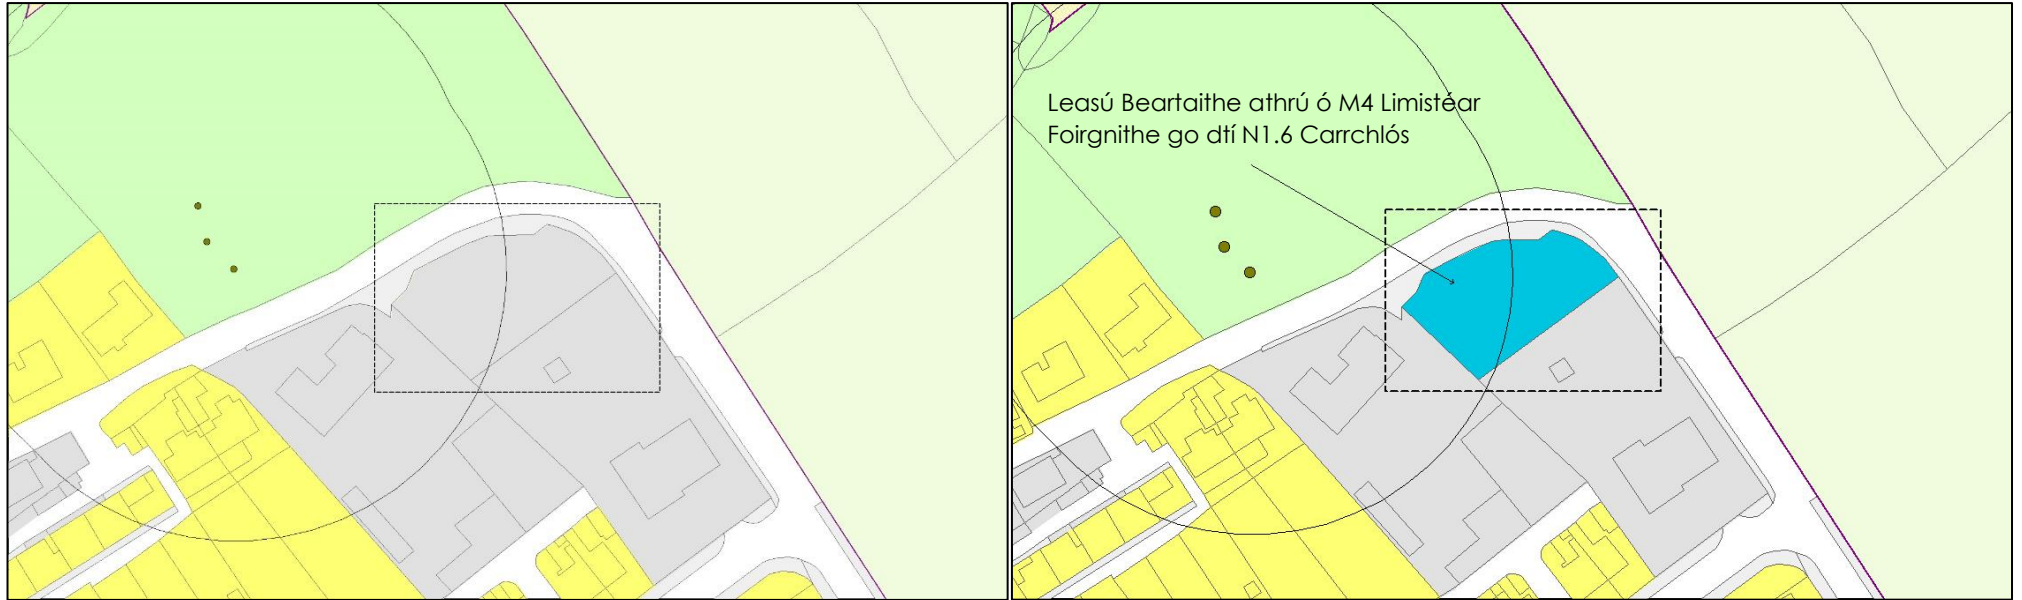 Leasú Beartaithe athrú ó M4 Limistéar
Foirgnithe go dtí N1.6 Carrchlós